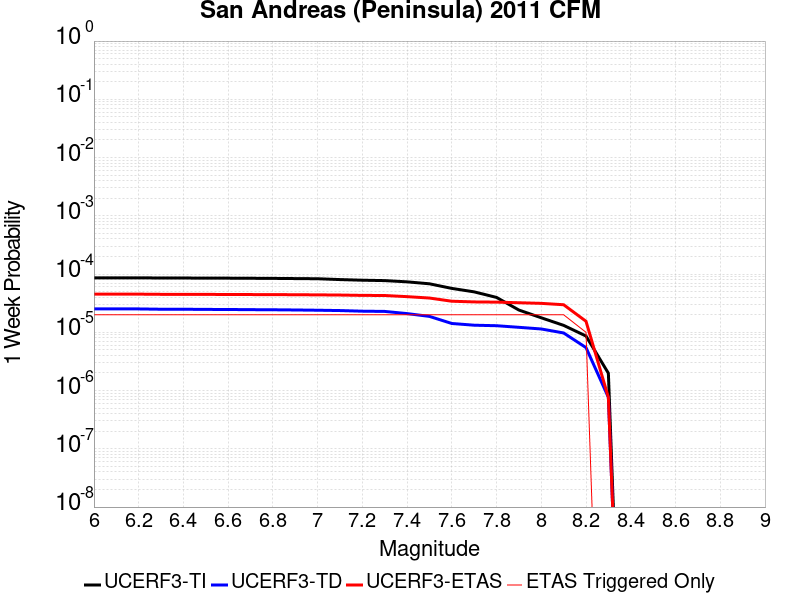 San Andreas (Peninsula) 2011 CFM
1 Week Probability
10^0
10^-1
10^-2
10^-3
10^-4
10^-5
10^-6
10^-7
10^-8
6 6.2 6.4 6.6 6.8 7 7.2 7.4 7.6 7.8 8 8.2 8.4 8.6 8.8 9
Magnitude
UCERF3-TI UCERF3-TD UCERF3-ETAS ETAS Triggered Only